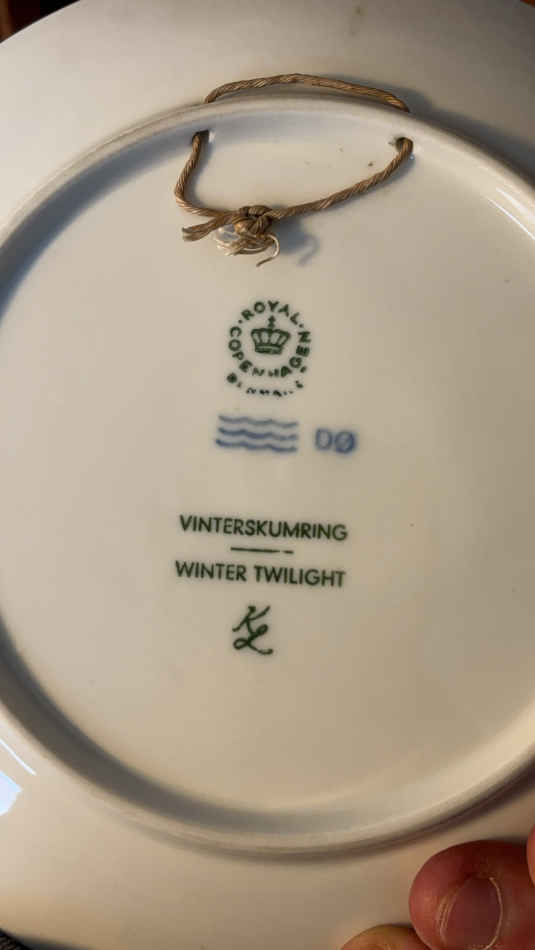 ROYAL
COPENHAGEN
DØ
VINTERSKUMRING
WINTER TWILIGHT
KL